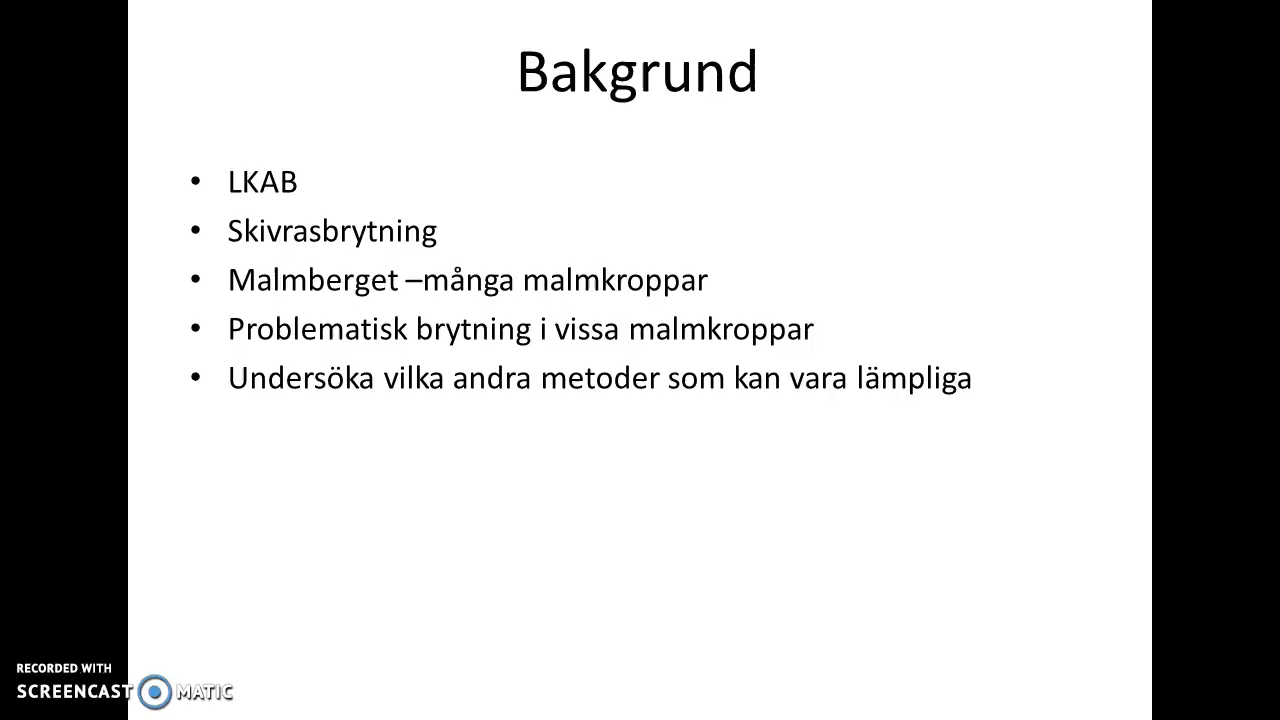 Bakgrund
• LKAB
• Skivrasbrytning
• Malmberget –många malmkroppar
• Problematisk brytning i vissa malmkroppar
• Undersöka vilka andra metoder som kan vara lämpliga
RECORDED WITH
SCREENCAST MATIC